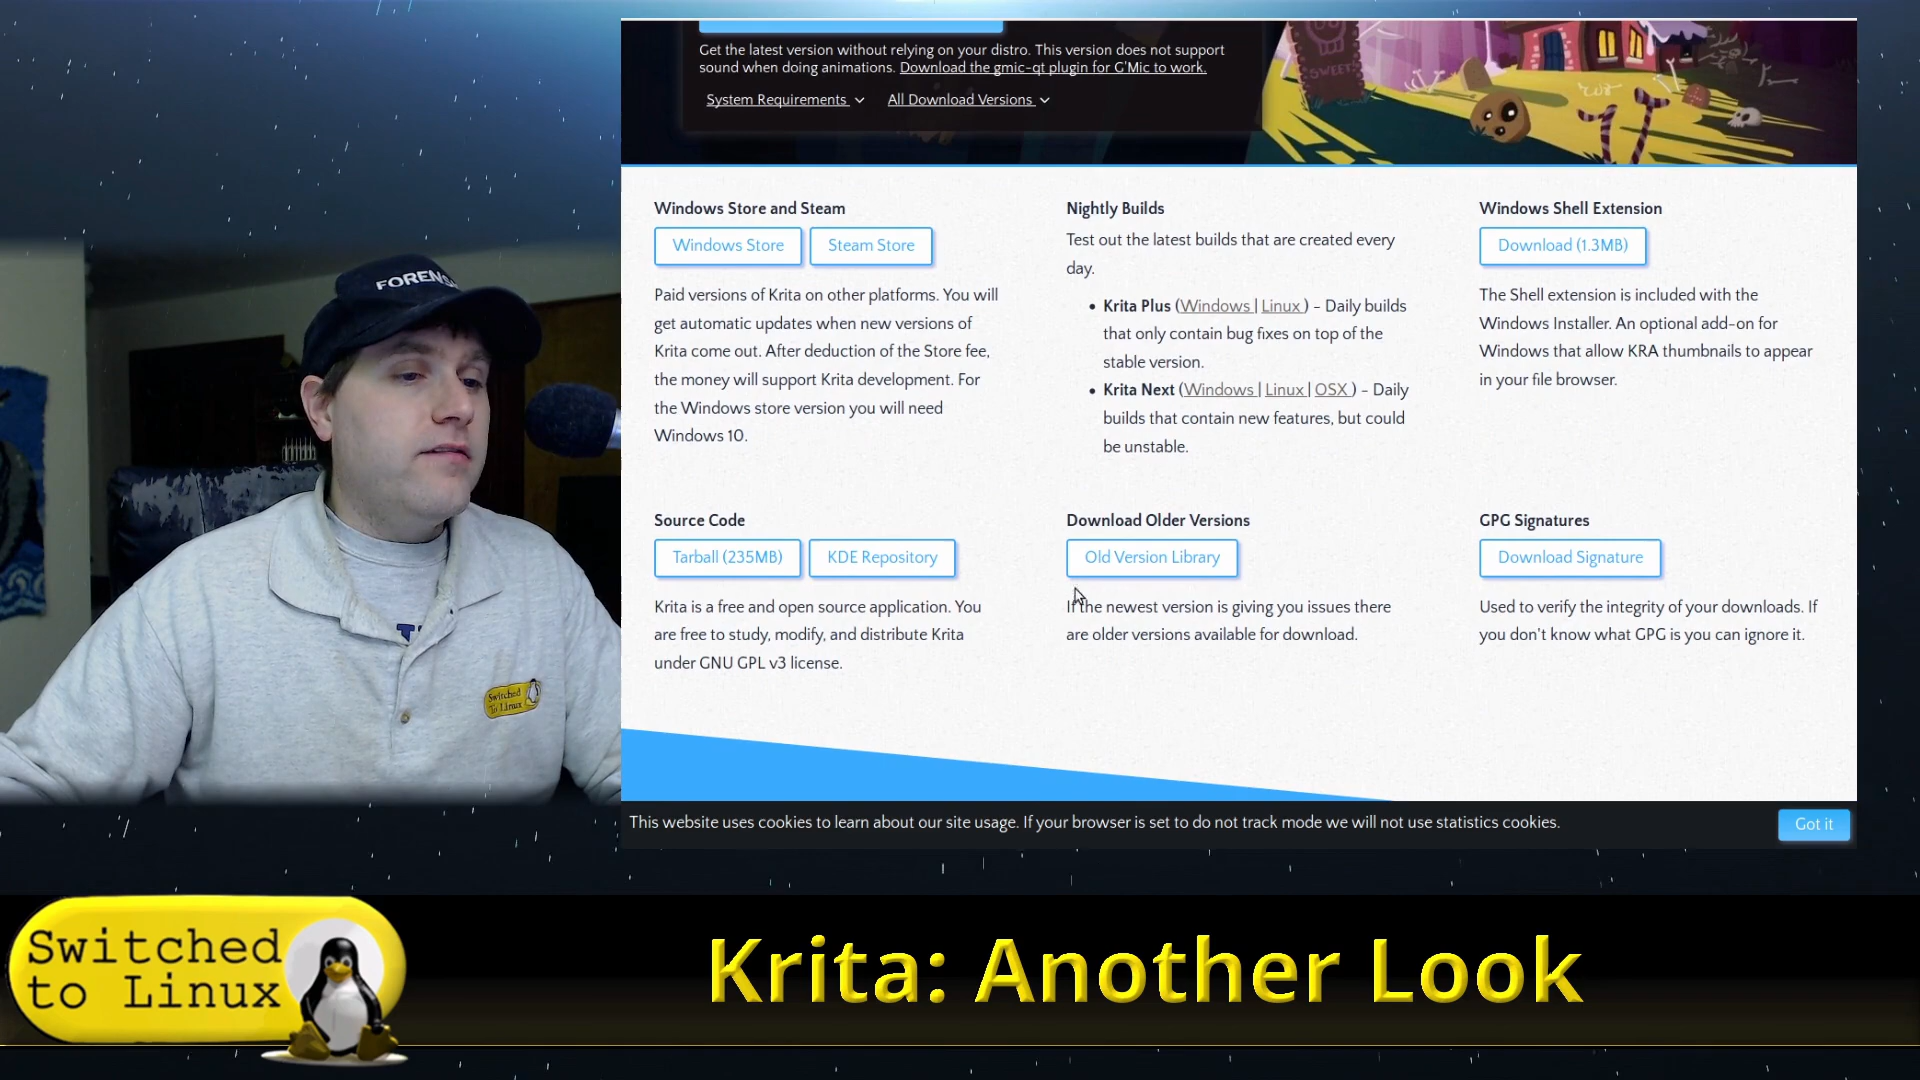 Get the latest version without relying on your distro. This version does not support
sound when doing animations. Download the gmic-qt plugin for G'Mic to work.
System Requirements
All Download Versions
SWEET
Windows Store and Steam
Windows Store
Steam Store
Paid versions of Krita on other platforms. You will
get automatic updates when new versions of
Krita come out. After deduction of the Store fee,
the money will support Krita development. For
the Windows store version you will need
Windows 10.
Nightly Builds
Test out the latest builds that are created every
day.
• Krita Plus (Windows | Linux ) - Daily builds
that only contain bug fixes on top of the
stable version.
• Krita Next (Windows | Linux | OSX ) - Daily
builds that contain new features, but could
be unstable.
Windows Shell Extension
Download (1.3MB)
The Shell extension is included with the
Windows Installer. An optional add-on for
Windows that allow KRA thumbnails to appear
in your file browser.
Source Code
Tarball (235MB)
KDE Repository
Krita is a free and open source application. You
are free to study, modify, and distribute Krita
under GNU GPL v3 license.
Download Older Versions
Old Version Library
If the newest version is giving you issues there
are older versions available for download.
GPG Signatures
Download Signature
Used to verify the integrity of your downloads. If
you don't know what GPG is you can ignore it.
This website uses cookies to learn about our site usage. If your browser is set to do not track mode we will not use statistics cookies.
Got it
Switched
To Linux
Switched
to Linux
Krita: Another Look